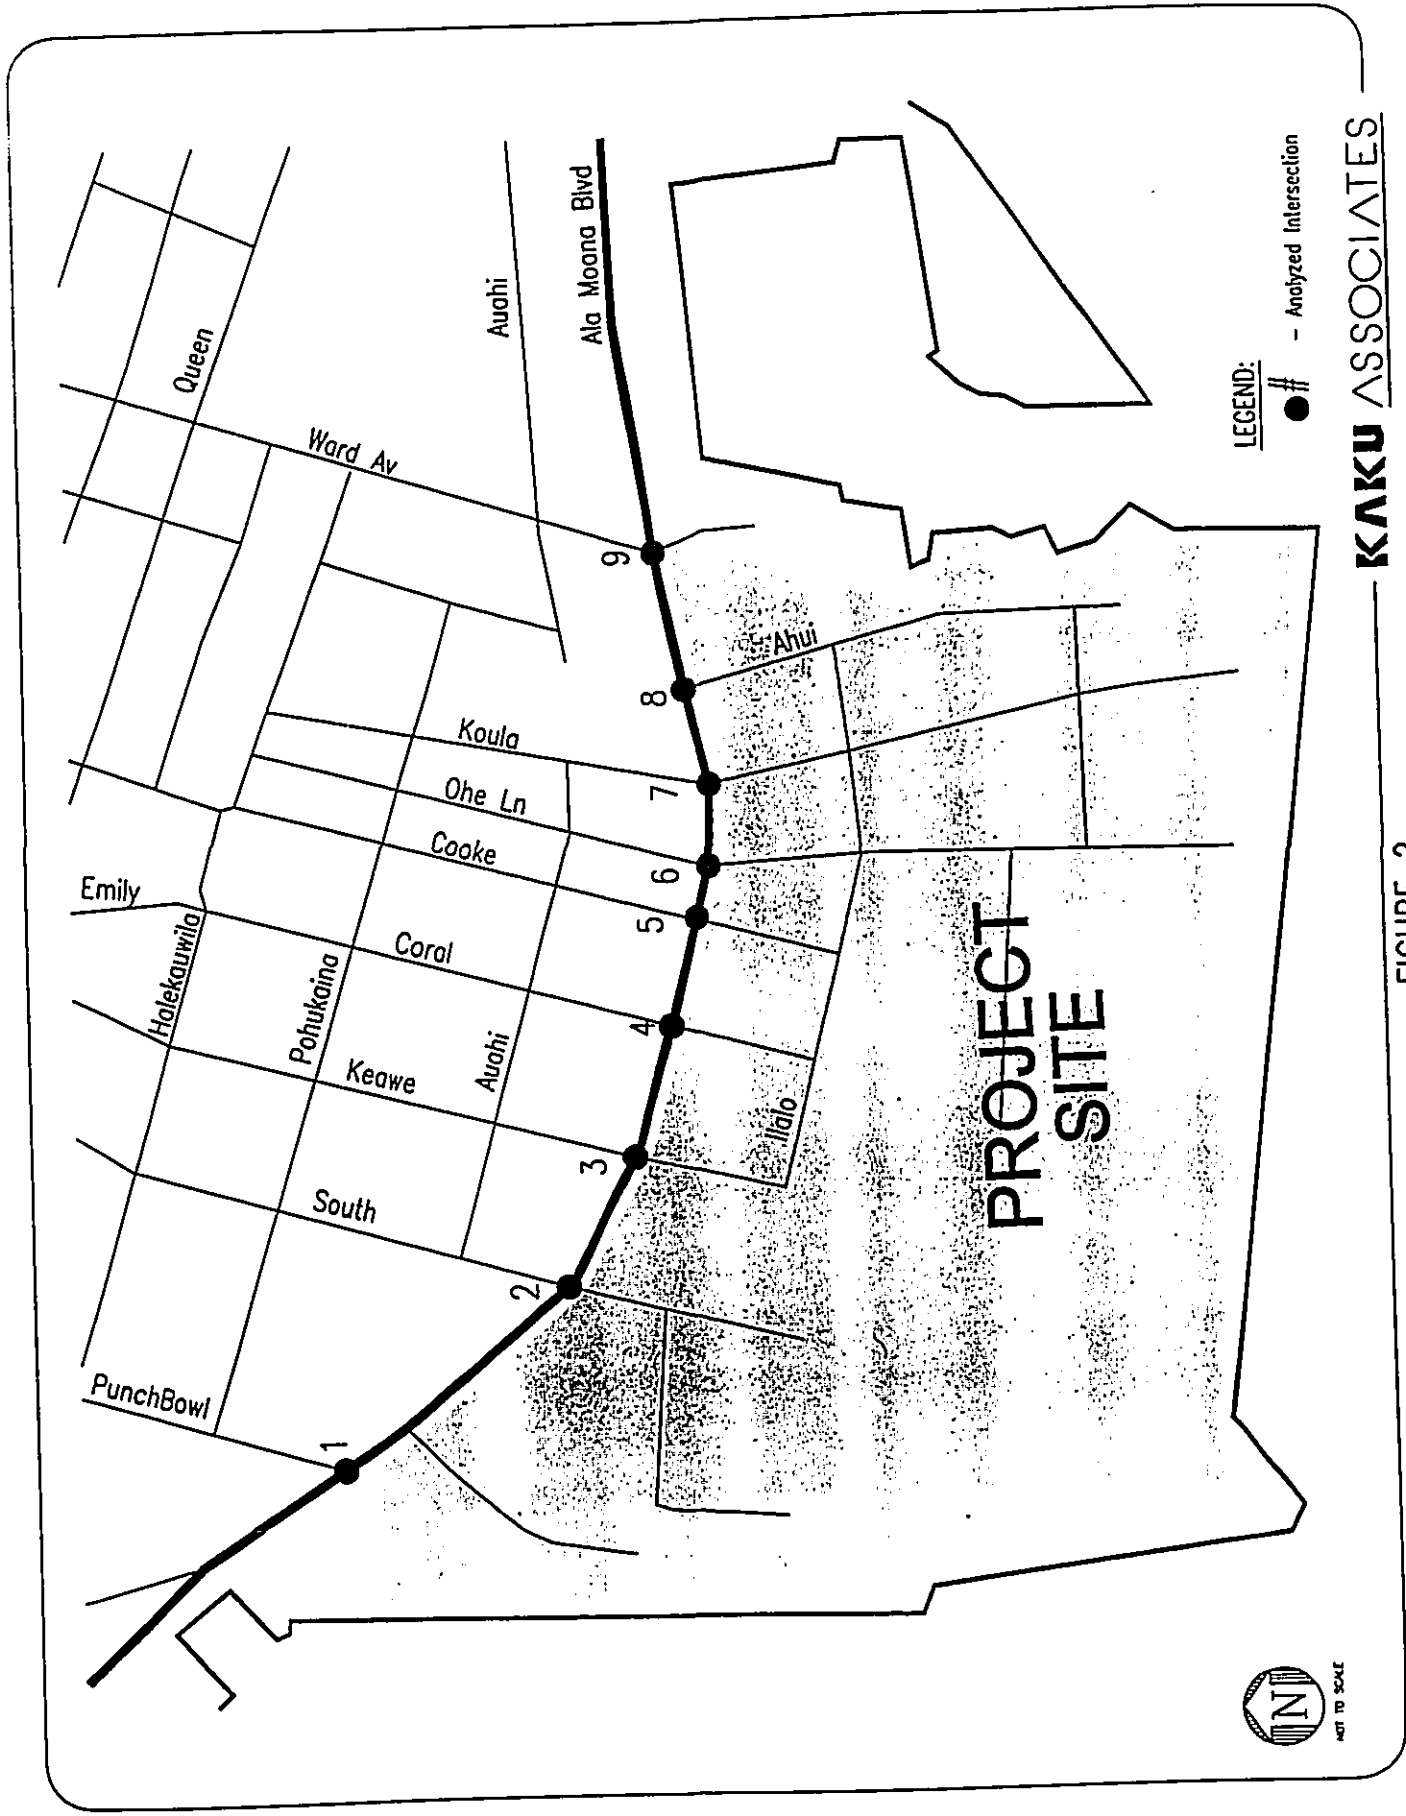 Queen
Ward Av
Auahi
Ala Moana Blvd
Emily
Halekauwila
Pohukaina
Koula
Ohe Ln
Cooke
Coral
Keawe
Auahi
South
PunchBowl
1
2
3
4
5
6
7
8
9
Ahui
Ilalo
PROJECT
SITE
LEGEND:
# - Analyzed Intersection
N
NOT TO SCALE
KAKU ASSOCIATES
FIGURE 2